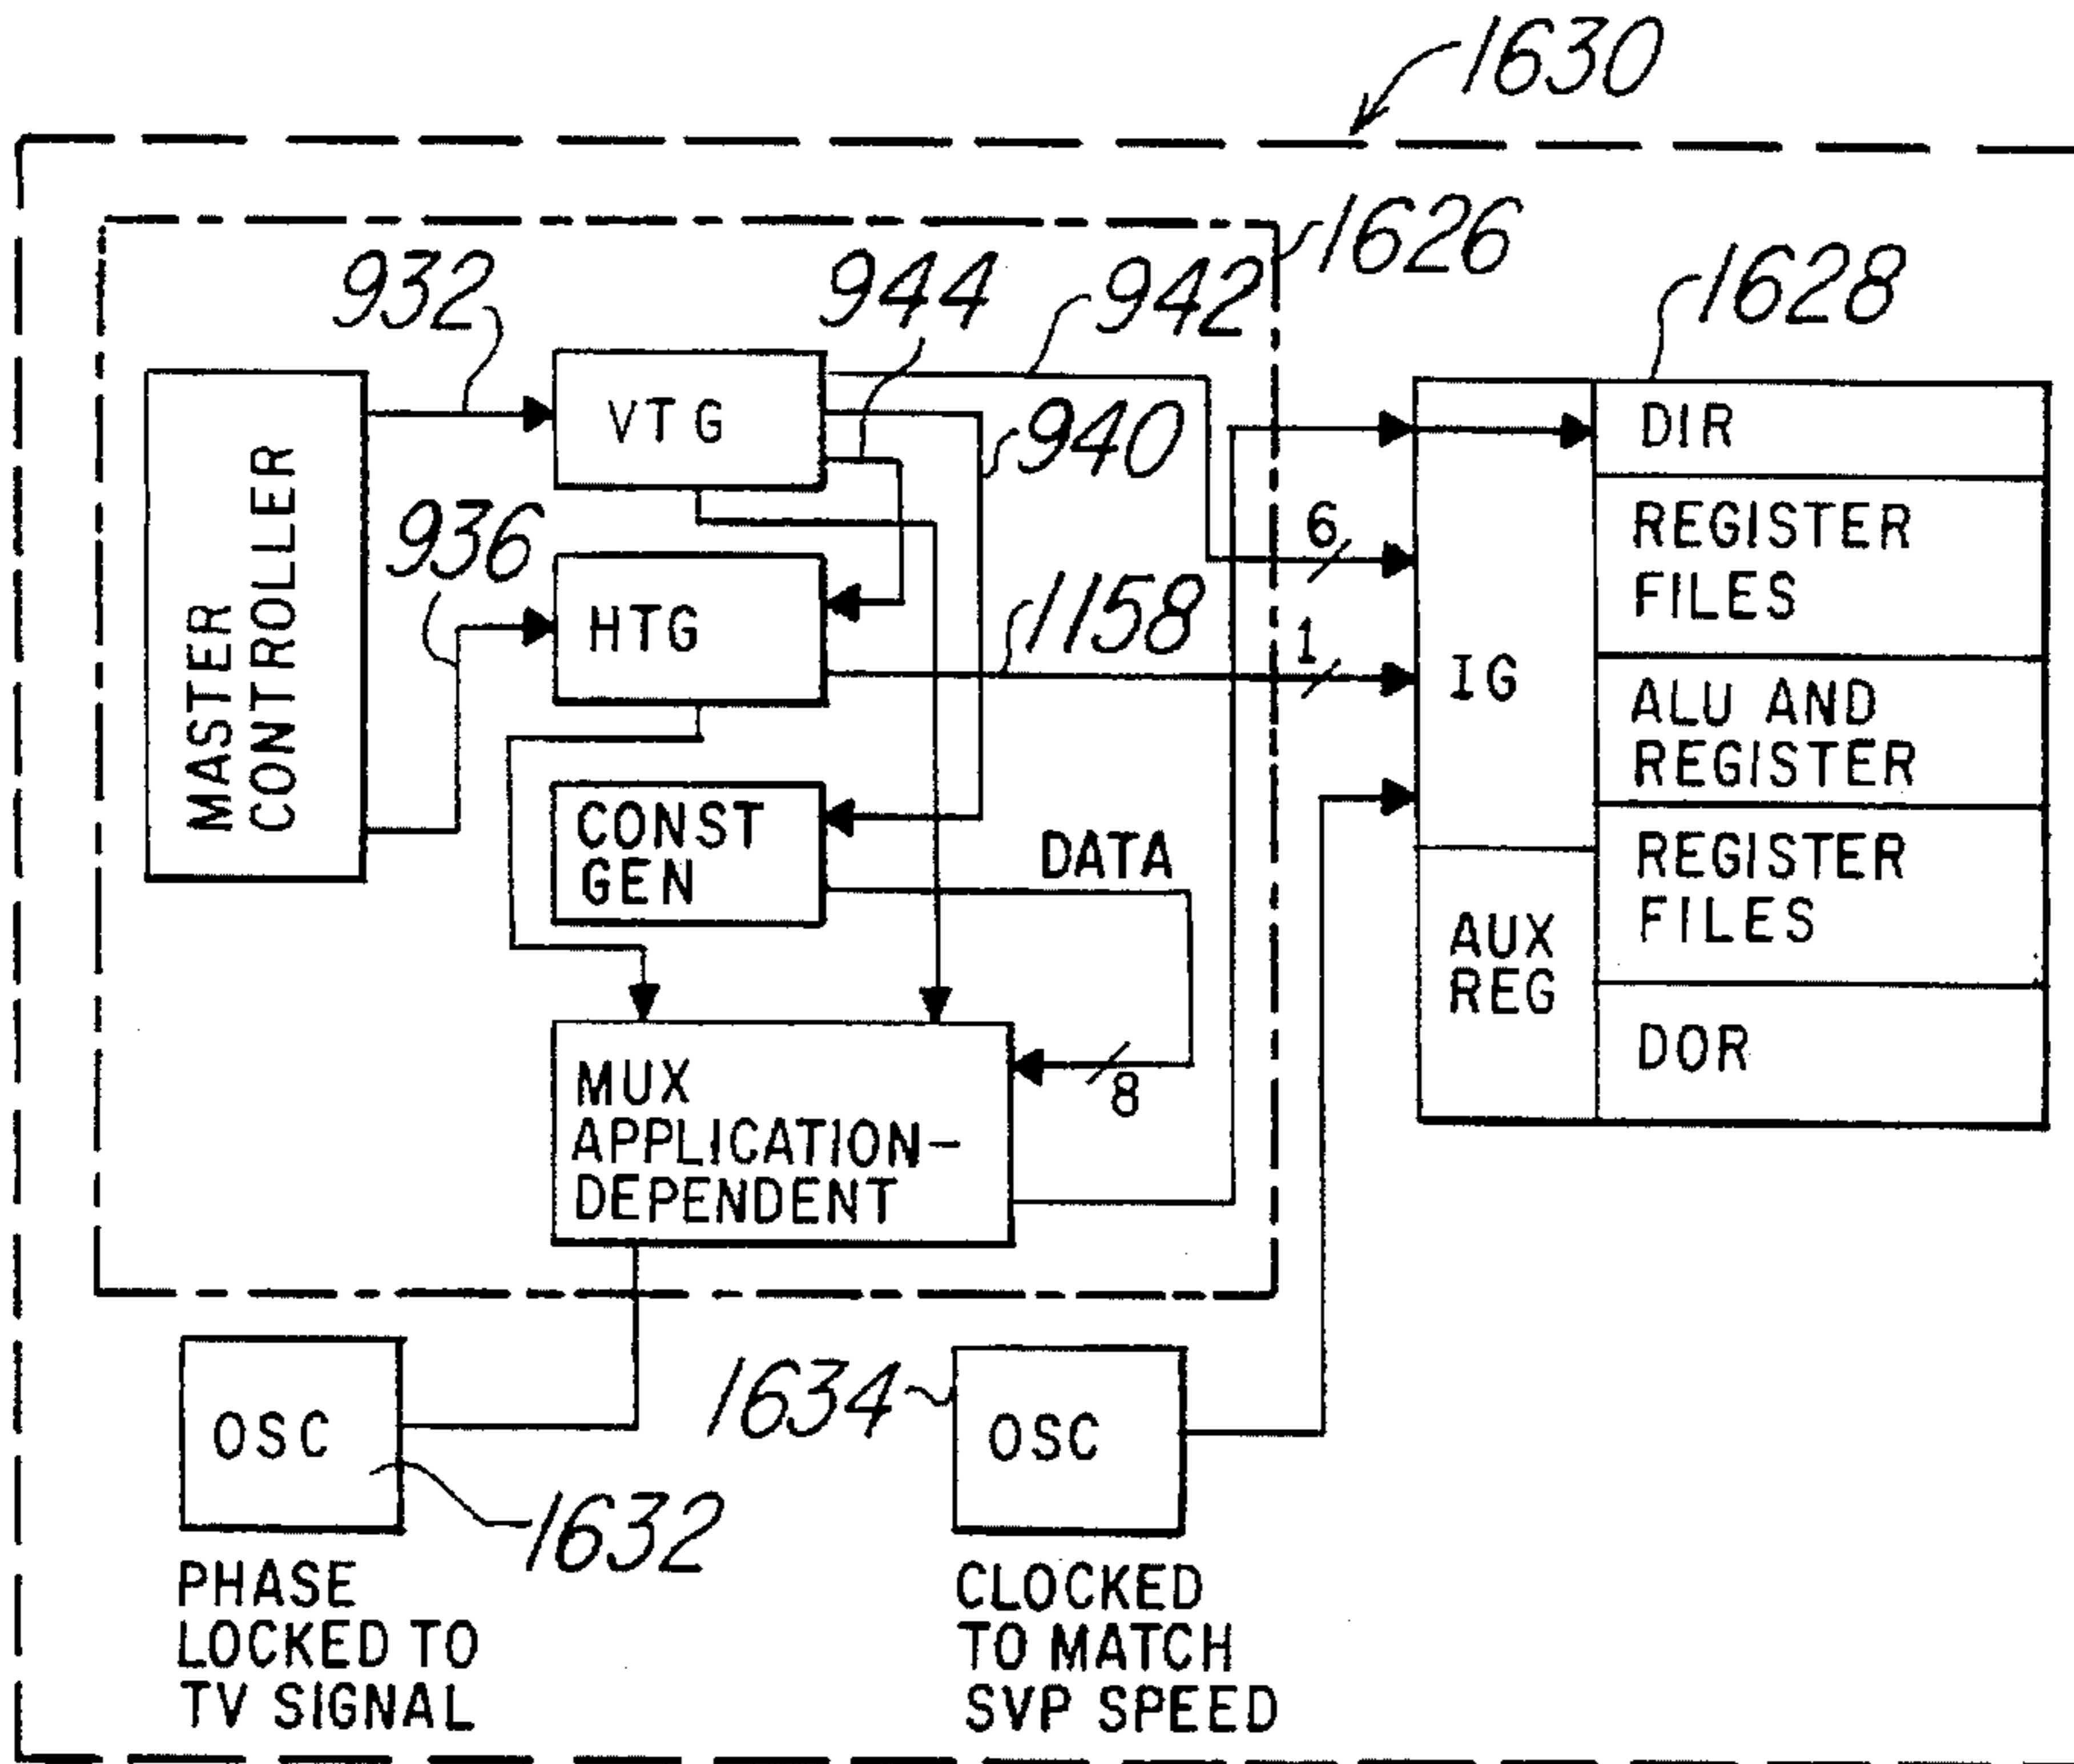 1630
1626
1628
932
944
942
940
936
1158
MASTER
CONTROLLER
VTG
HTG
CONST
GEN
DATA
8
MUX
APPLICATION-
DEPENDENT
6
1
IG
AUX
REG
DIR
REGISTER
FILES
ALU AND
REGISTER
REGISTER
FILES
DOR
OSC
1632
PHASE
LOCKED TO
TV SIGNAL
1634
OSC
CLOCKED
TO MATCH
SVP SPEED